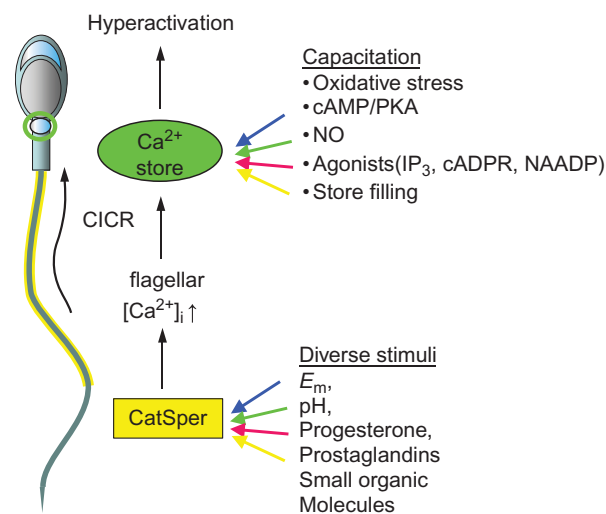 Hyperactivation
Capacitation
•Oxidative stress
•cAMP/PKA
•NO
•Agonists(IP₃, cADPR, NAADP)
•Store filling
Ca²⁺
store
CICR
flagellar
[Ca²⁺]ᵢ↑
Diverse stimuli
Eₘ,
pH,
Progesterone,
Prostaglandins
Small organic
Molecules
CatSper